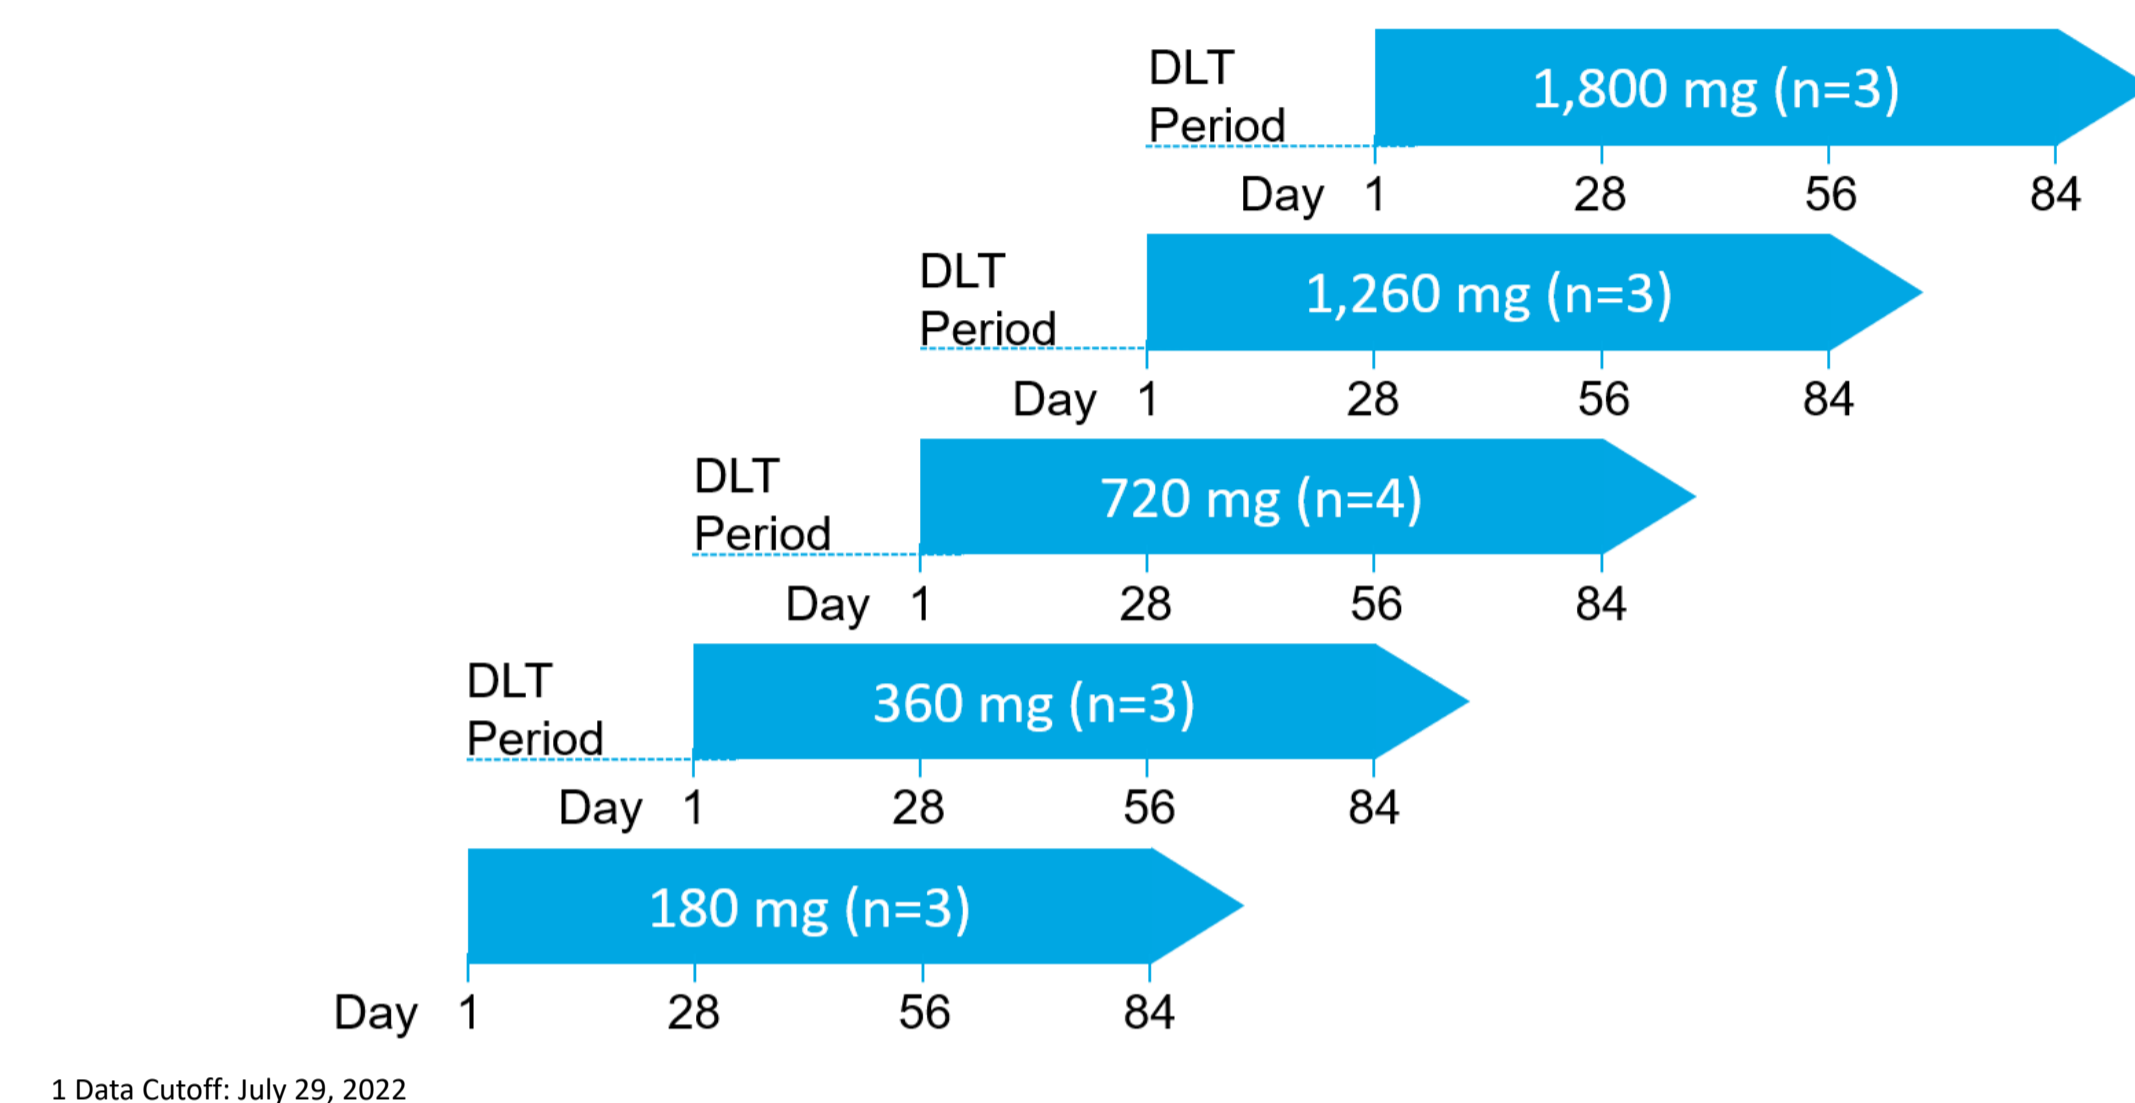 DLT
Period
1,800 mg (n=3)
Day 1 28 56 84
DLT
Period
1,260 mg (n=3)
Day 1 28 56 84
DLT
Period
720 mg (n=4)
Day 1 28 56 84
DLT
Period
360 mg (n=3)
Day 1 28 56 84
180 mg (n=3)
Day 1 28 56 84
1 Data Cutoff: July 29, 2022